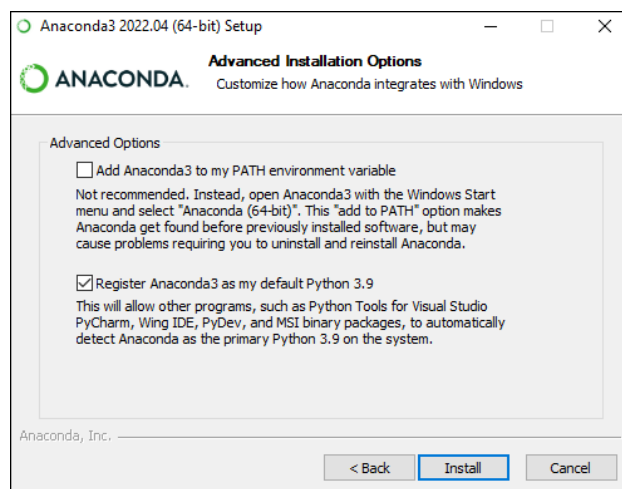 Anaconda3 2022.04 (64-bit) Setup
ANACONDA.
Advanced Installation Options
Customize how Anaconda integrates with Windows
Advanced Options
Add Anaconda3 to my PATH environment variable
Not recommended. Instead, open Anaconda3 with the Windows Start
menu and select "Anaconda (64-bit)". This "add to PATH" option makes
Anaconda get found before previously installed software, but may
cause problems requiring you to uninstall and reinstall Anaconda.
Register Anaconda3 as my default Python 3.9
This will allow other programs, such as Python Tools for Visual Studio
PyCharm, Wing IDE, PyDev, and MSI binary packages, to automatically
detect Anaconda as the primary Python 3.9 on the system.
Anaconda, Inc.
< Back
Install
Cancel